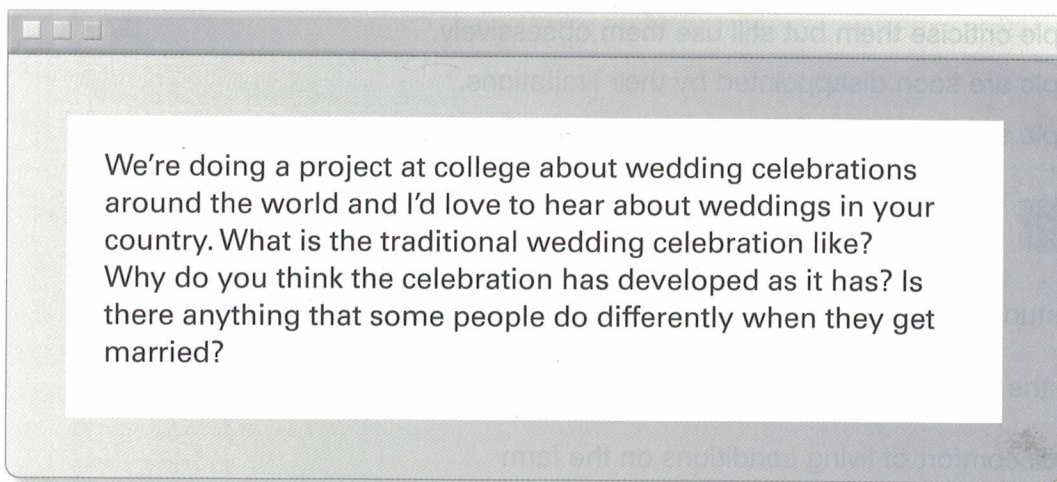 We're doing a project at college about wedding celebrations
around the world and I'd love to hear about weddings in your
country. What is the traditional wedding celebration like?
Why do you think the celebration has developed as it has? Is
there anything that some people do differently when they get
married?